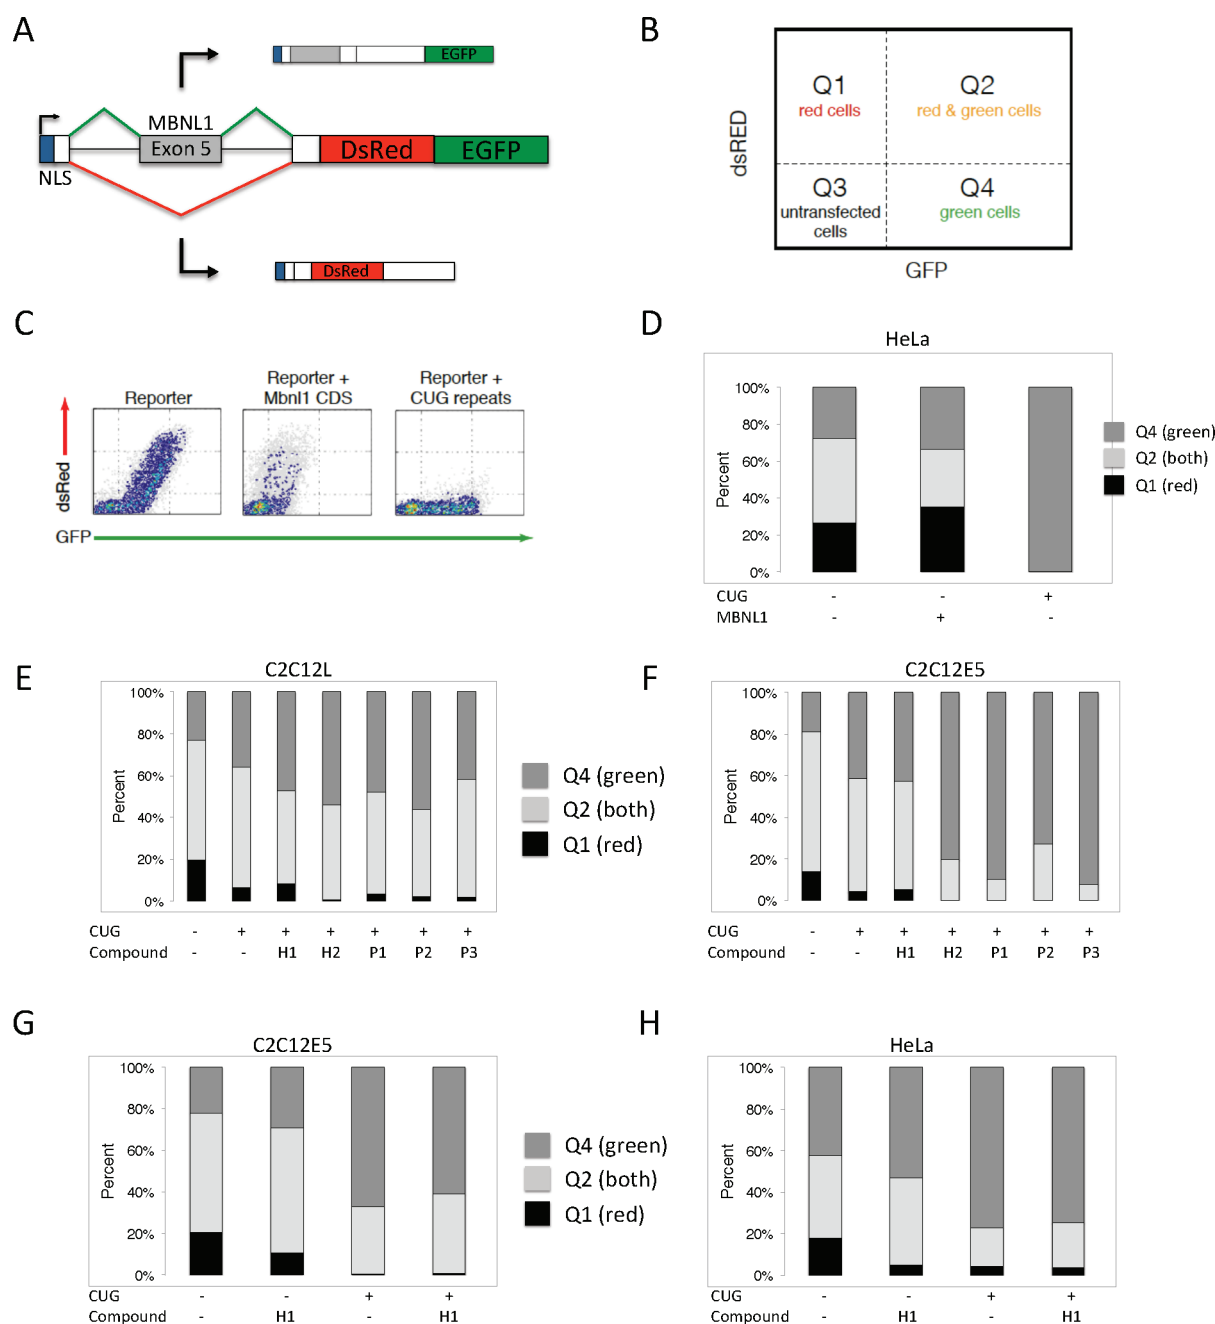 A
EGFP
MBNL1
Exon 5
DsRed
EGFP
NLS
DsRed
B
dsRED
Q1
red cells
Q2
red & green cells
Q3
untransfected
cells
Q4
green cells
GFP
C
Reporter
Reporter +
Mbnl1 CDS
Reporter +
CUG repeats
dsRed
GFP
D
HeLa
Percent
100%
80%
60%
40%
20%
0%
Q4 (green)
Q2 (both)
Q1 (red)
CUG - - +
MBNL1 - + -
E
C2C12L
Percent
100%
80%
60%
40%
20%
0%
Q4 (green)
Q2 (both)
Q1 (red)
CUG - + + + + + +
Compound - - H1 H2 P1 P2 P3
F
C2C12E5
Percent
100%
80%
60%
40%
20%
0%
CUG - + + + + + +
Compound - - H1 H2 P1 P2 P3
G
C2C12E5
Percent
100%
80%
60%
40%
20%
0%
Q4 (green)
Q2 (both)
Q1 (red)
CUG - - + +
Compound - H1 - H1
H
HeLa
Percent
100%
80%
60%
40%
20%
0%
CUG - - + +
Compound - H1 - H1